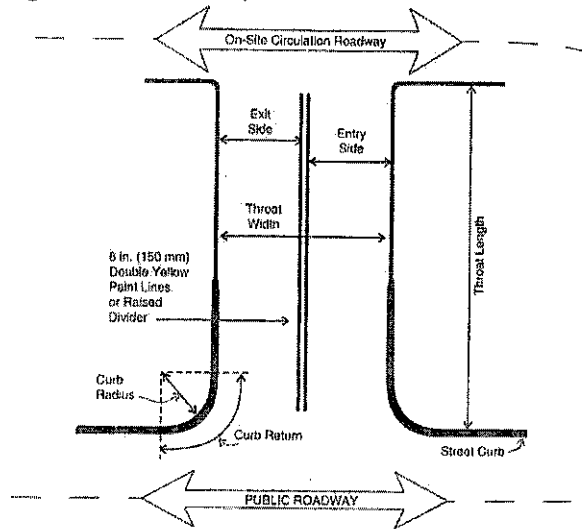 On-Site Circulation Roadway
Exit
Side
Entry
Side
Throat
Width
Throat Length
6 in. (150 mm)
Double Yellow
Paint Lines
or Raised
Divider
Curb
Radius
Curb Return
Street Curb
PUBLIC ROADWAY